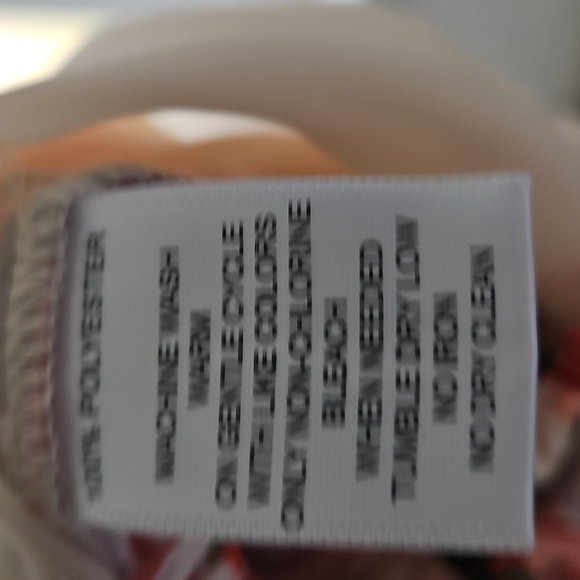 100% POLYESTER
MACHINE WASH
WARM
ON GENTLE CYCLE
WITH LIKE COLORS
ONLY NON-CHLORINE
BLEACH
WHEN NEEDED
TUMBLE DRY LOW
NO IRON
NO DRY CLEAN